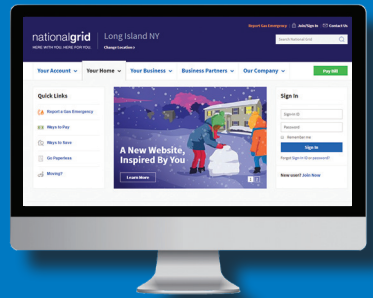 Report Gas Emergency Join/Sign In Contact Us
nationalgrid
HERE WITH YOU. HERE FOR YOU.
Long Island NY
Change Location
Search National Grid
Your Account
Your Home
Your Business
Business Partners
Our Company
Pay Bill
Quick Links
Report a Gas Emergency
Ways to Pay
Ways to Save
Go Paperless
Moving?
A New Website,
Inspired By You
Learn More
Sign In
Sign In ID
Password
Remember me
Sign In
Forgot Sign In ID or password?
New user? Join Now